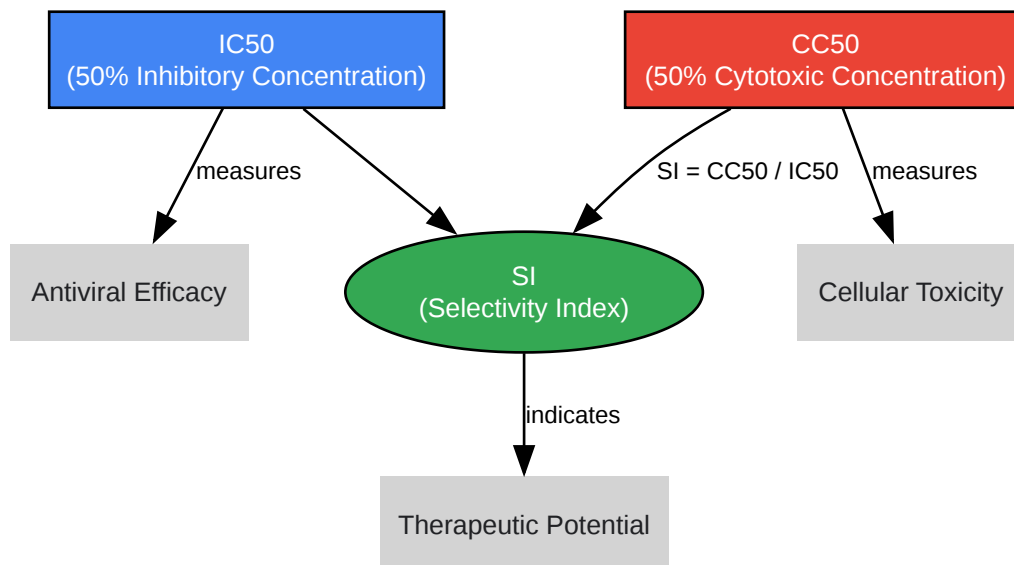 IC50
(50% Inhibitory Concentration)
CC50
(50% Cytotoxic Concentration)
measures
SI = CC50 / IC50
measures
Antiviral Efficacy
SI
(Selectivity Index)
Cellular Toxicity
indicates
Therapeutic Potential